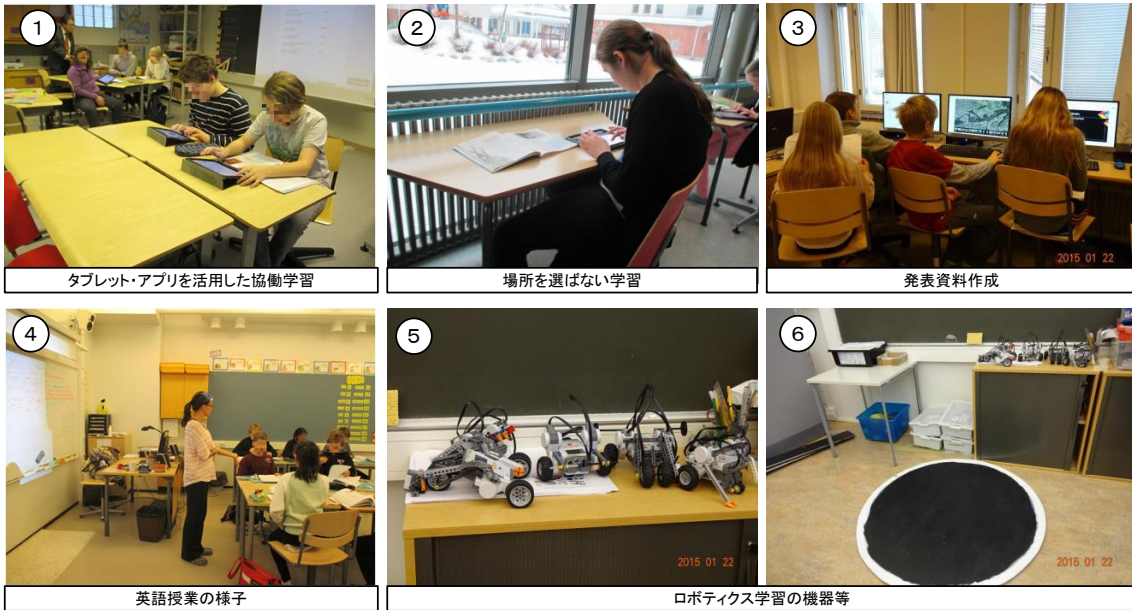 ①
②
③
タブレット・アプリを活用した協働学習
場所を選ばない学習
2015 01 22
発表資料作成
④
⑤
⑥
2015 01 22
2015 01 22
英語授業の様子
ロボティクス学習の機器等